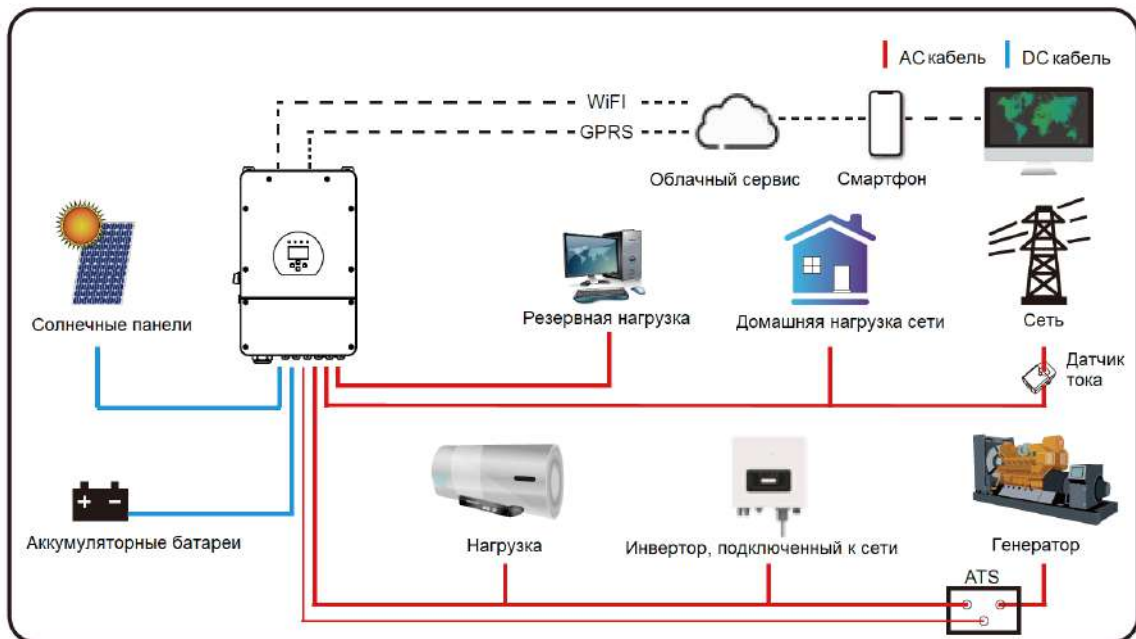 AC кабель
DC кабель
WiFI
GPRS
Облачный сервис
Смартфон
Солнечные панели
Резервная нагрузка
Домашняя нагрузка сети
Сеть
Датчик
тока
Аккумуляторные батареи
Нагрузка
Инвертор, подключенный к сети
Генератор
ATS